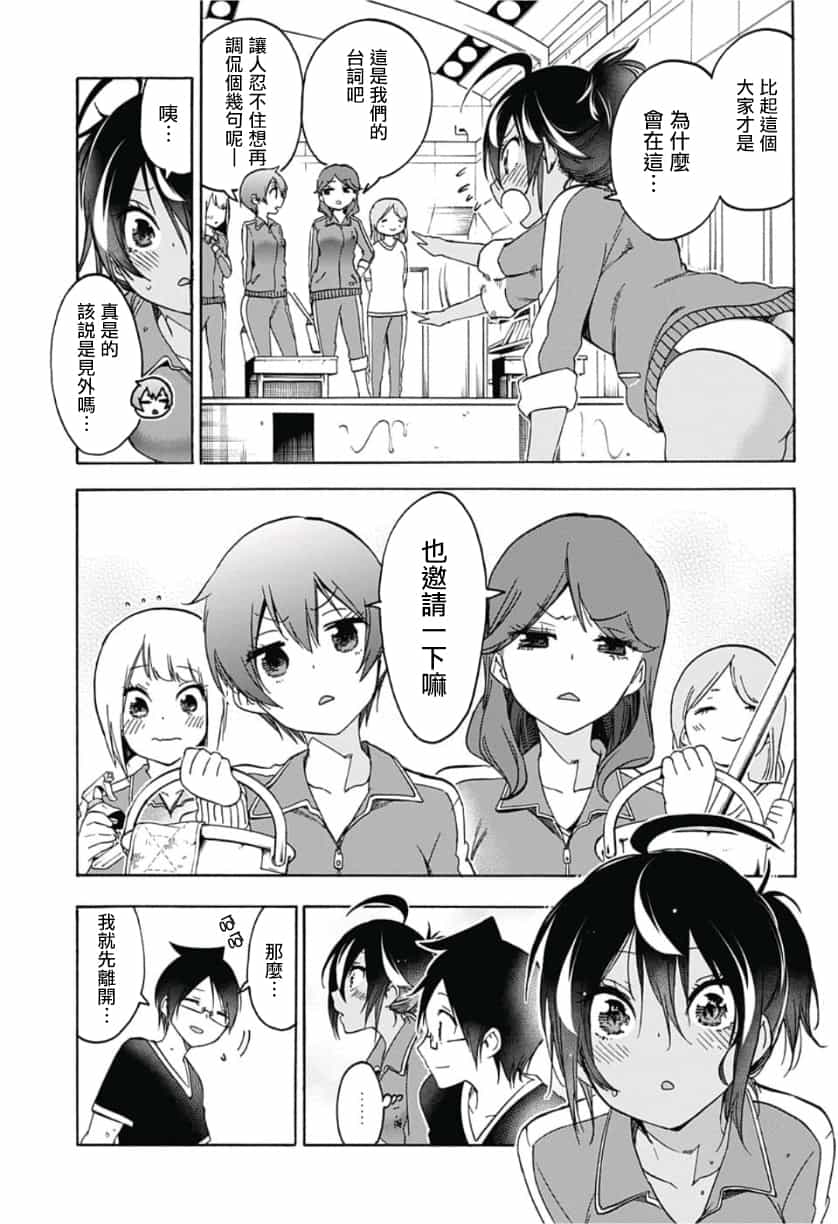 比起這個
大家才是
為什麼
會在這…
這是我們的
台詞吧
讓人忍不住想再
調侃個幾句呢ー
咦…
真是的
該說是見外嗎…
也邀請一下嘛
……
那麼…
我就先離開…